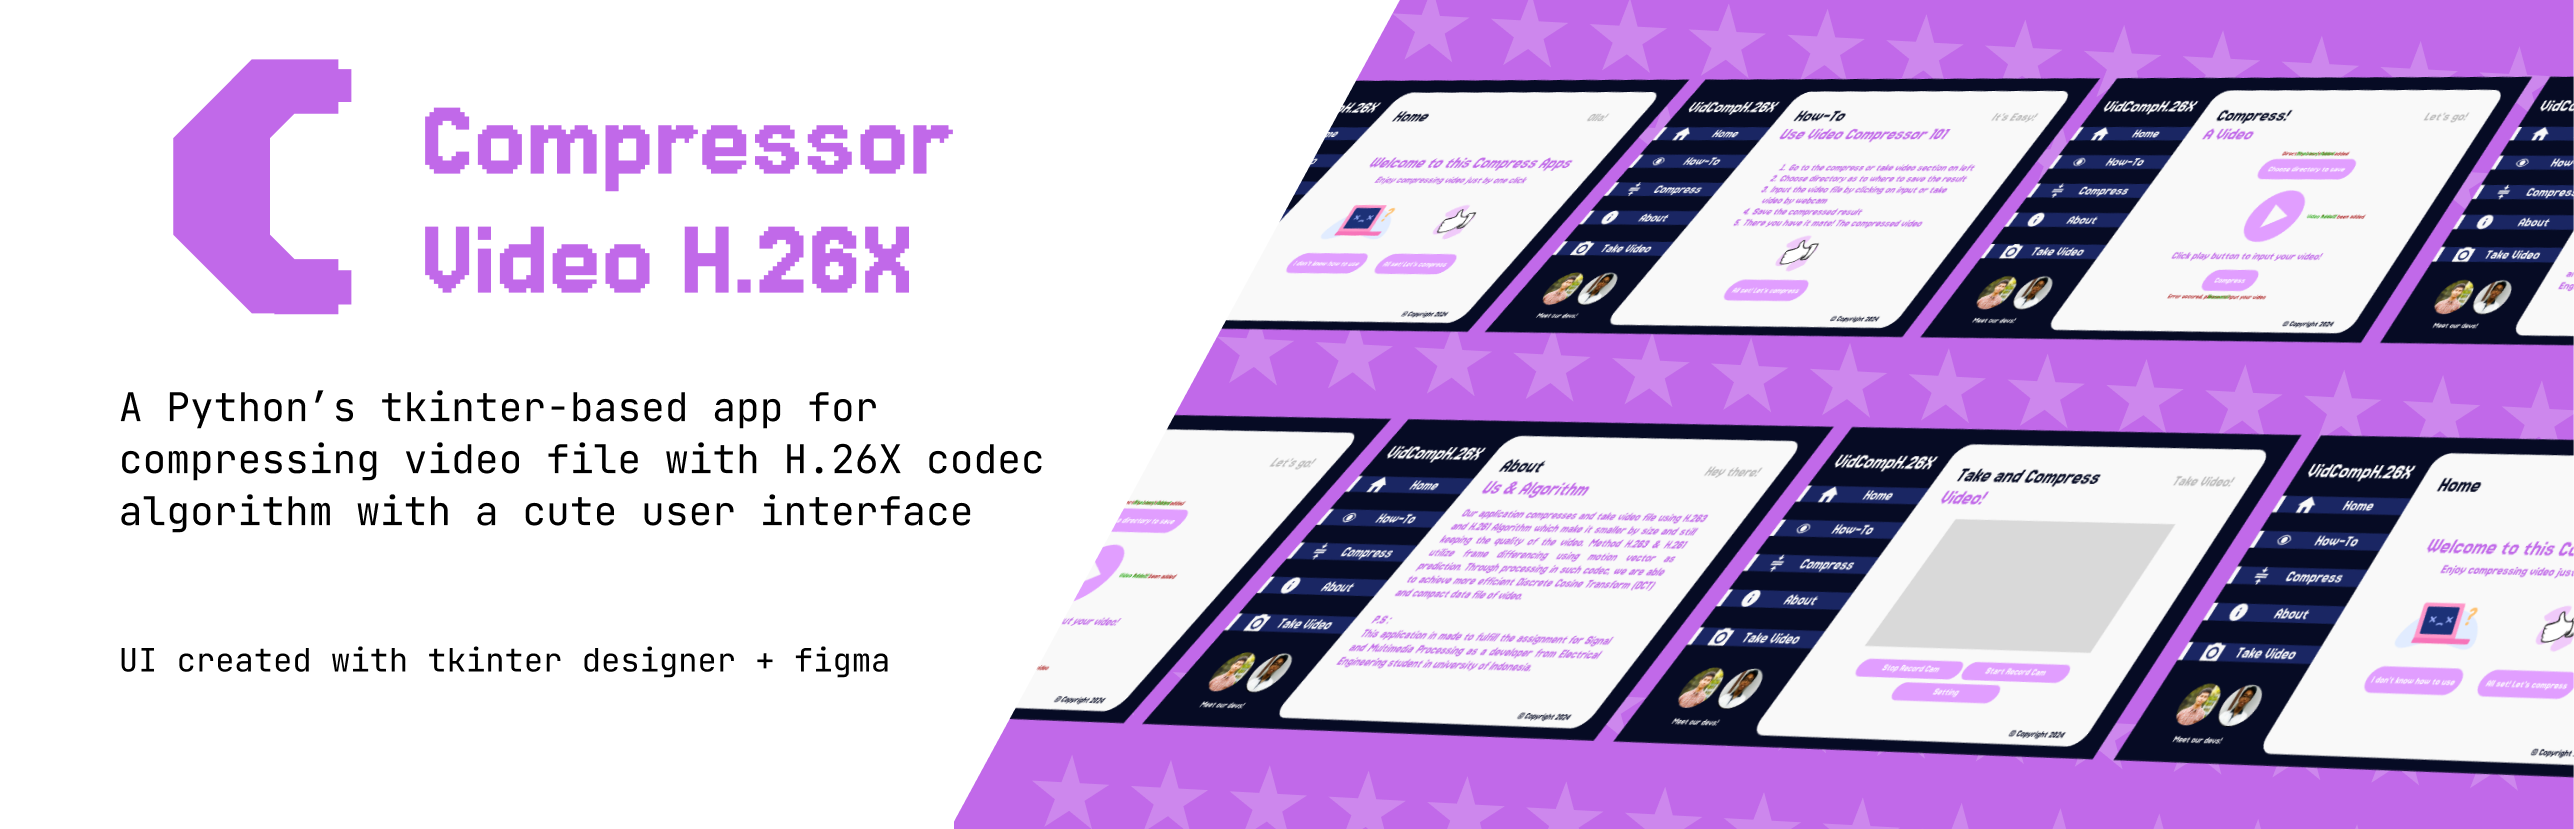 Compressor
Video H.26X
A Python’s tkinter-based app for
compressing video file with H.26X codec
algorithm with a cute user interface
UI created with tkinter designer + figma
pH.26X
Home
Olla!
Welcome to this Compress Apps
Enjoy compressing video just by one click
I don't know how to use
All set! Let's compress
© Copyright 2024
VidCompH.26X
Home
How-To
Compress
About
Take Video
Meet our devs!
How-To
It's Easy!
Use Video Compressor 101
1. Go to the compress or take video section on left
2. Choose directory as to where to save the result
3. Input the video file by clicking on input or take
video by webcam
4. Save the compressed result
5. There you have it mate! The compressed video
All set! Let's compress
© Copyright 2024
VidCompH.26X
Home
How-To
Compress
About
Take Video
Meet our devs!
Compress!
Let's go!
A Video
Choose directory to save
Click play button to input your video!
Compress
© Copyright 2024
VidC
Home
How-To
Compress
About
Take Video
Meet our devs!
Let's go!
directory to save
ut your video!
© Copyright 2024
VidCompH.26X
Home
How-To
Compress
About
Take Video
Meet our devs!
About
Hey there!
Us & Algorithm
Our application compresses and take video file using H.263
and H.261 Algorithm which make it smaller by size and still
keeping the quality of the video. Method H.263 & H.261
utilize frame differencing using motion vector as
prediction. Through processing in such codec, we are able
to achieve more efficient Discrete Cosine Transform (DCT)
and compact data file of video.
P.S :
This application in made to fulfill the assignment for Signal
and Multimedia Processing as a developer from Electrical
Engineering student in university of Indonesia.
© Copyright 2024
VidCompH.26X
Home
How-To
Compress
About
Take Video
Meet our devs!
Take and Compress
Take Video!
Video!
Stop Record Cam
Start Record Cam
Setting
© Copyright 2024
VidCompH.26X
Home
How-To
Compress
About
Take Video
Meet our devs!
Home
Welcome to this Co
Enjoy compressing video jus
I don't know how to use
All set! Let's compress
© Copyright